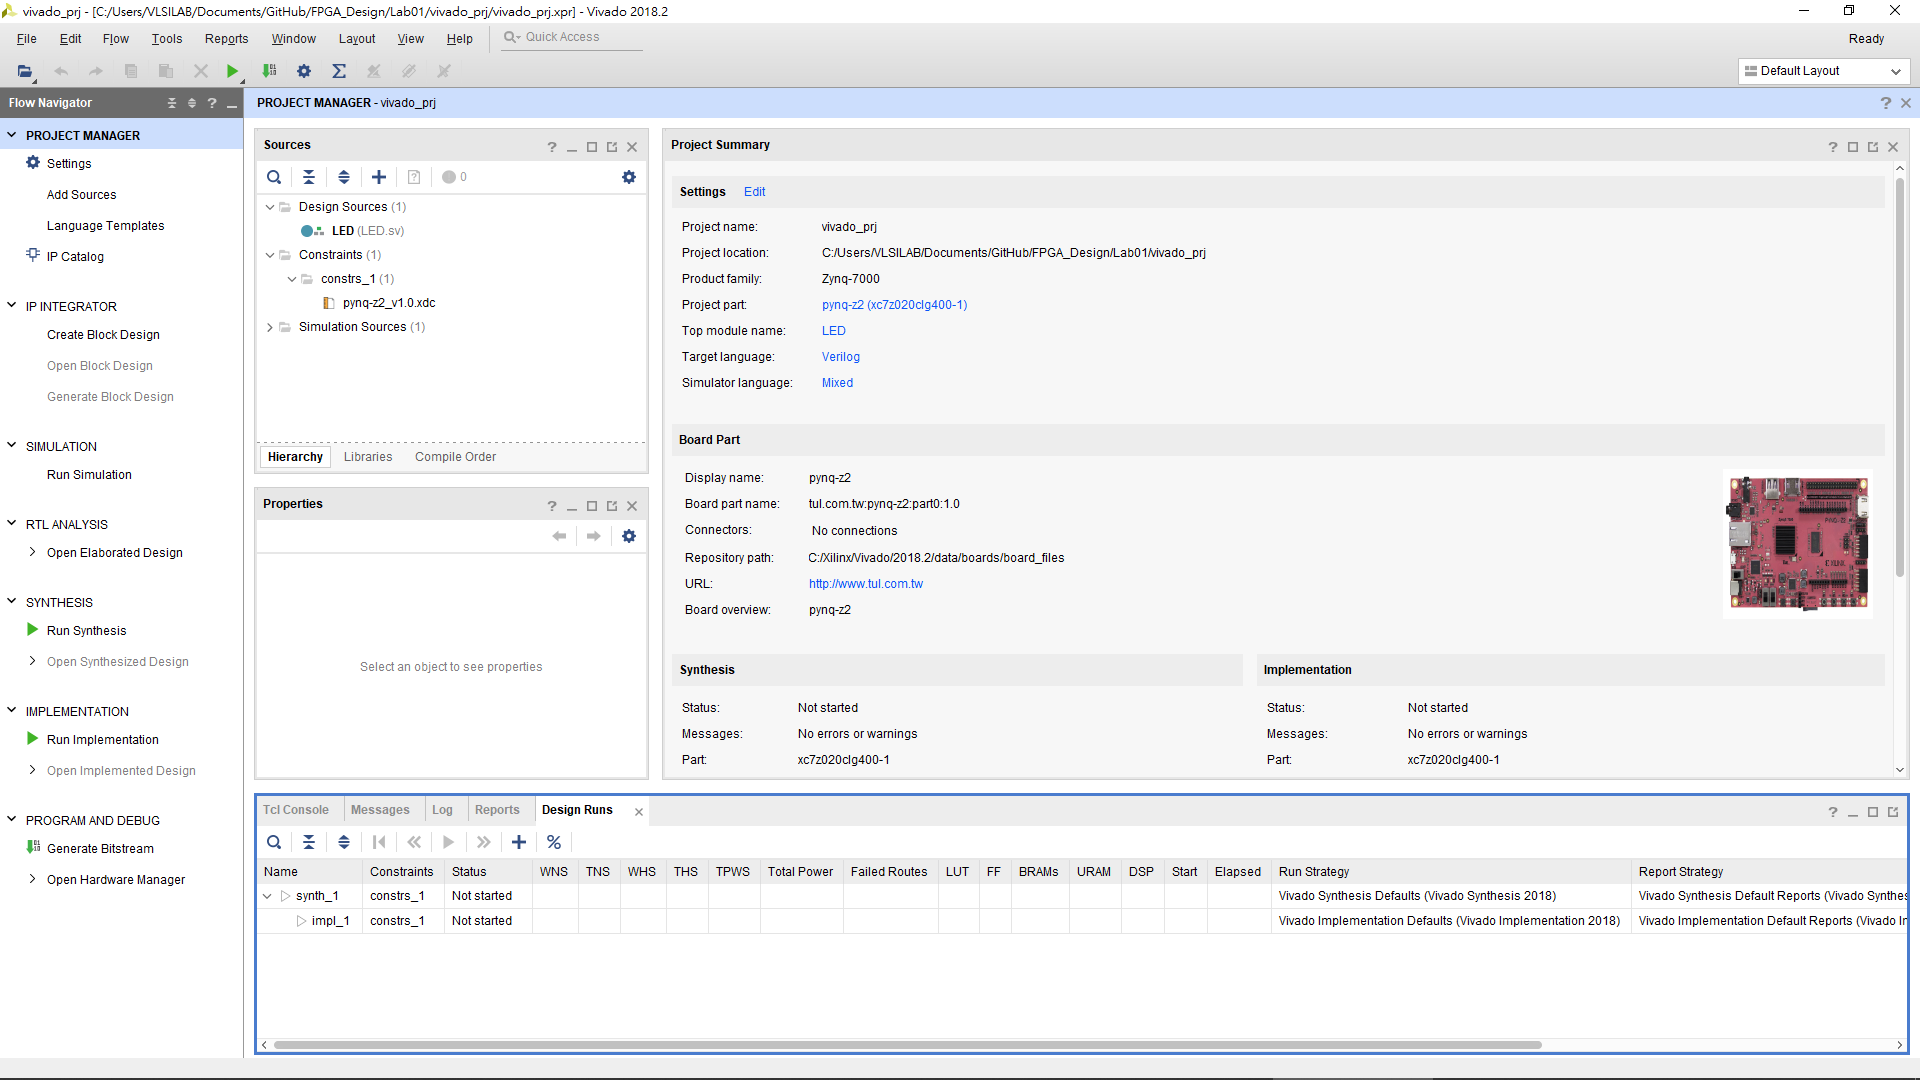 vivado_prj - [C:/Users/VLSILAB/Documents/GitHub/FPGA_Design/Lab01/vivado_prj/vivado_prj.xpr] - Vivado 2018.2
File Edit Flow Tools Reports Window Layout View Help Quick Access Ready
Default Layout
Flow Navigator
PROJECT MANAGER
Settings
Add Sources
Language Templates
IP Catalog
IP INTEGRATOR
Create Block Design
Open Block Design
Generate Block Design
SIMULATION
Run Simulation
RTL ANALYSIS
Open Elaborated Design
SYNTHESIS
Run Synthesis
Open Synthesized Design
IMPLEMENTATION
Run Implementation
Open Implemented Design
PROGRAM AND DEBUG
Generate Bitstream
Open Hardware Manager
PROJECT MANAGER - vivado_prj
Sources
0
Design Sources (1)
LED (LED.sv)
Constraints (1)
constrs_1 (1)
pynq-z2_v1.0.xdc
Simulation Sources (1)
Hierarchy Libraries Compile Order
Properties
Select an object to see properties
Project Summary
Settings Edit
Project name: vivado_prj
Project location: C:/Users/VLSILAB/Documents/GitHub/FPGA_Design/Lab01/vivado_prj
Product family: Zynq-7000
Project part: pynq-z2 (xc7z020clg400-1)
Top module name: LED
Target language: Verilog
Simulator language: Mixed
Board Part
Display name: pynq-z2
Board part name: tul.com.tw:pynq-z2:part0:1.0
Connectors: No connections
Repository path: C:/Xilinx/Vivado/2018.2/data/boards/board_files
URL: http://www.tul.com.tw
Board overview: pynq-z2
Synthesis
Status: Not started
Messages: No errors or warnings
Part: xc7z020clg400-1
Implementation
Status: Not started
Messages: No errors or warnings
Part: xc7z020clg400-1
Tcl Console Messages Log Reports Design Runs
Name Constraints Status WNS TNS WHS THS TPWS Total Power Failed Routes LUT FF BRAMs URAM DSP Start Elapsed Run Strategy Report Strategy
synth_1 constrs_1 Not started Vivado Synthesis Defaults (Vivado Synthesis 2018) Vivado Synthesis Default Reports (Vivado Synthes
impl_1 constrs_1 Not started Vivado Implementation Defaults (Vivado Implementation 2018) Vivado Implementation Default Reports (Vivado I